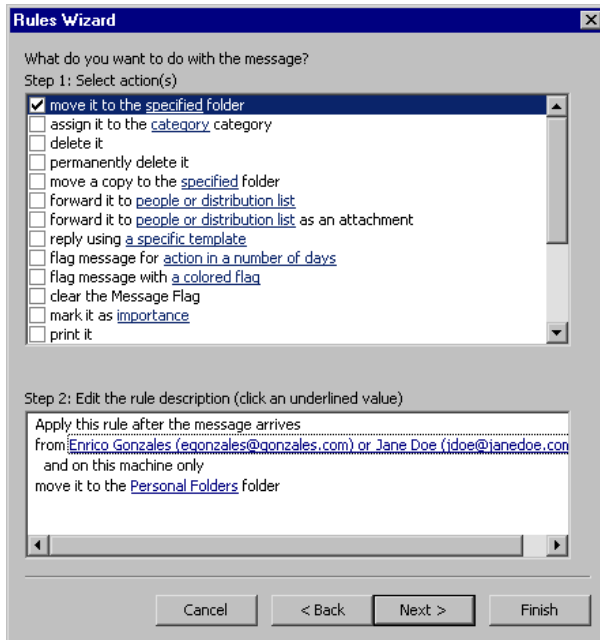 Rules Wizard
What do you want to do with the message?
Step 1: Select action(s)
move it to the specified folder
assign it to the category category
delete it
permanently delete it
move a copy to the specified folder
forward it to people or distribution list
forward it to people or distribution list as an attachment
reply using a specific template
flag message for action in a number of days
flag message with a colored flag
clear the Message Flag
mark it as importance
print it
Step 2: Edit the rule description (click an underlined value)
Apply this rule after the message arrives
from Enrico Gonzales (egonzales@gonzales.com) or Jane Doe (jdoe@janedoe.com
and on this machine only
move it to the Personal Folders folder
Cancel < Back Next > Finish